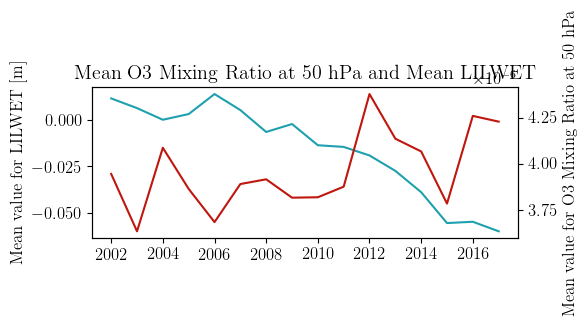 Mean O3 Mixing Ratio at 50 hPa and Mean LILWET
Mean value for LILWET [m]
0.000
−0.025
−0.050
2002 2004 2006 2008 2010 2012 2014 2016
4.25
4.00
3.75
Mean value for O3 Mixing Ratio at 50 hPa